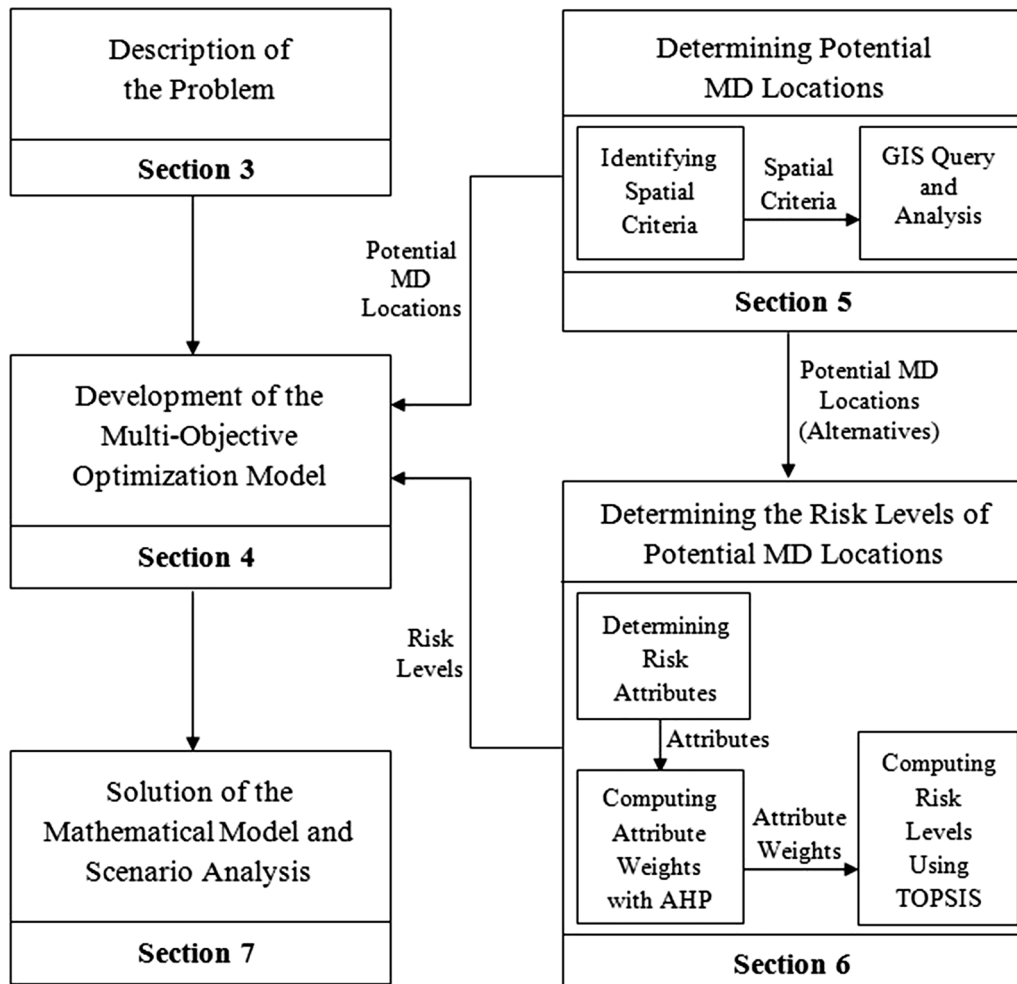 Description of
the Problem
Section 3
Potential
MD
Locations
Development of the
Multi-Objective
Optimization Model
Section 4
Risk
Levels
Solution of the
Mathematical Model and
Scenario Analysis
Section 7
Determining Potential
MD Locations
Identifying
Spatial
Criteria
Spatial
Criteria
GIS Query
and
Analysis
Section 5
Potential MD
Locations
(Alternatives)
Determining the Risk Levels of
Potential MD Locations
Determining
Risk
Attributes
Attributes
Computing
Attribute
Weights
with AHP
Attribute
Weights
Computing
Risk
Levels
Using
TOPSIS
Section 6